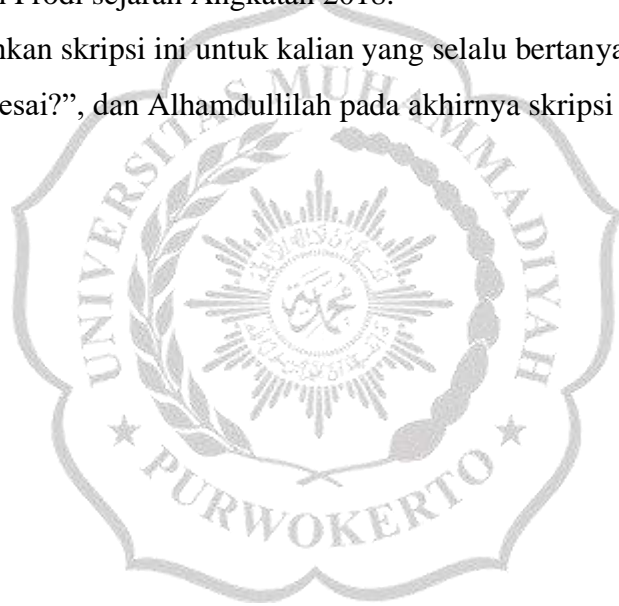 Prodi sejarah Angkatan 2018.
kan skripsi ini untuk kalian yang selalu bertanya
esai?”, dan Alhamdullilah pada akhirnya skripsi
UNIVERSITAS MUHAMMADIYAH
PURWOKERTO